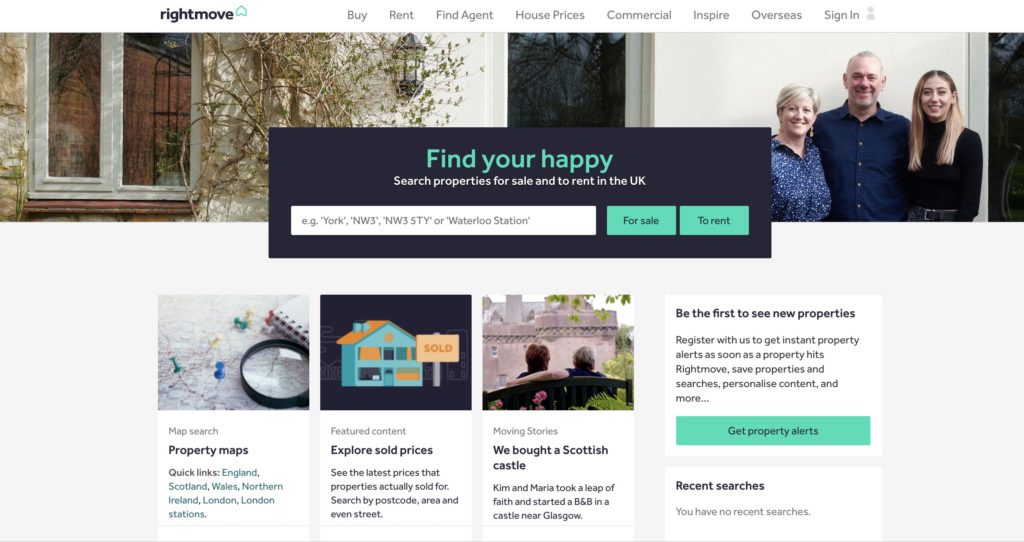 rightmove
Buy Rent Find Agent House Prices Commercial Inspire Overseas Sign In
Find your happy
Search properties for sale and to rent in the UK
e.g. 'York', 'NW3', 'NW3 5TY' or 'Waterloo Station'
For sale
To rent
SOLD
Map search
Property maps
Quick links: England,
Scotland, Wales, Northern
Ireland, London, London
stations.
Featured content
Explore sold prices
See the latest prices that
properties actually sold for.
Search by postcode, area and
even street.
Moving Stories
We bought a Scottish
castle
Kim and Maria took a leap of
faith and started a B&B in a
castle near Glasgow.
Be the first to see new properties
Register with us to get instant property
alerts as soon as a property hits
Rightmove, save properties and
searches, personalise content, and
more...
Get property alerts
Recent searches
You have no recent searches.